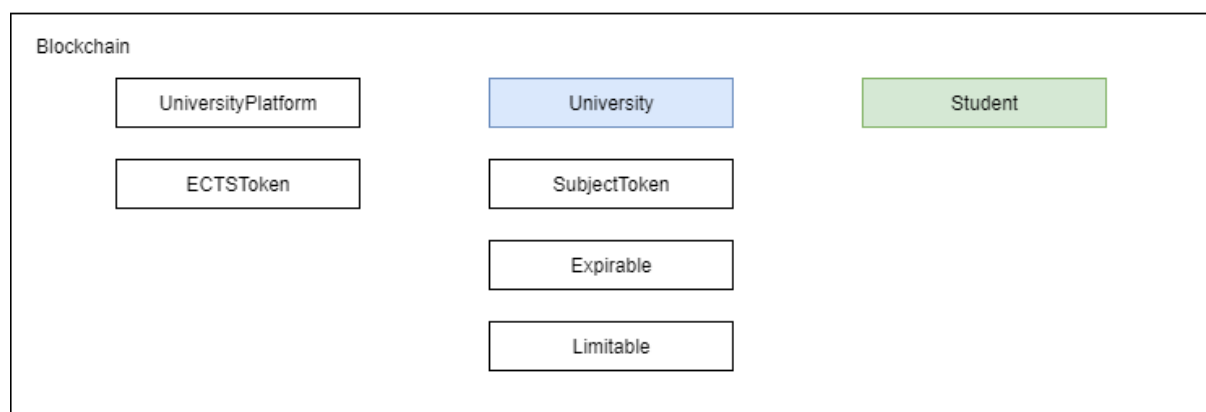 Blockchain
UniversityPlatform
University
Student
ECTSToken
SubjectToken
Expirable
Limitable